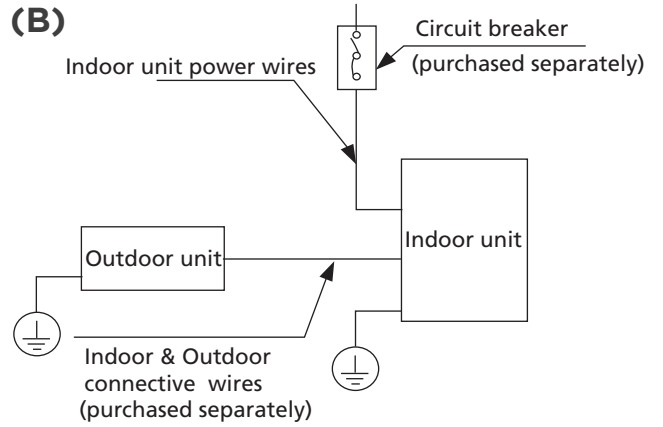 (B)
Circuit breaker
(purchased separately)
Indoor unit power wires
Indoor unit
Outdoor unit
Indoor & Outdoor
connective wires
(purchased separately)